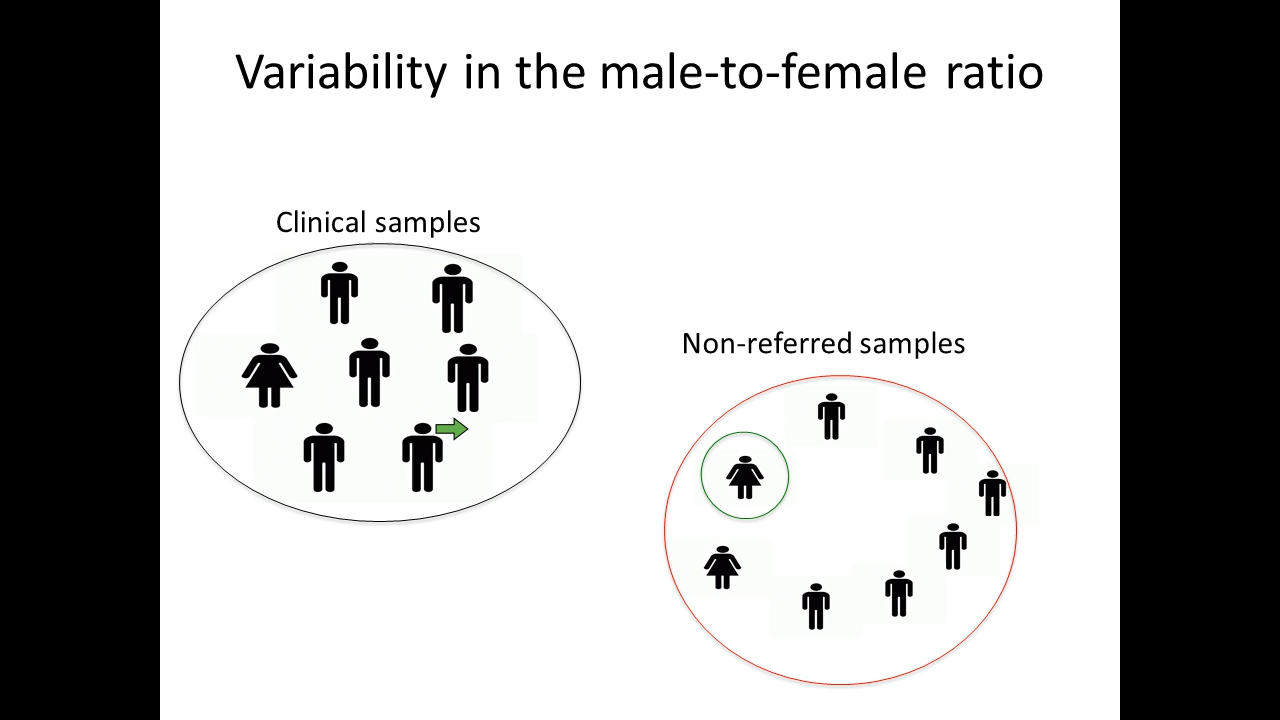 Variability in the male-to-female ratio
Clinical samples
Non-referred samples